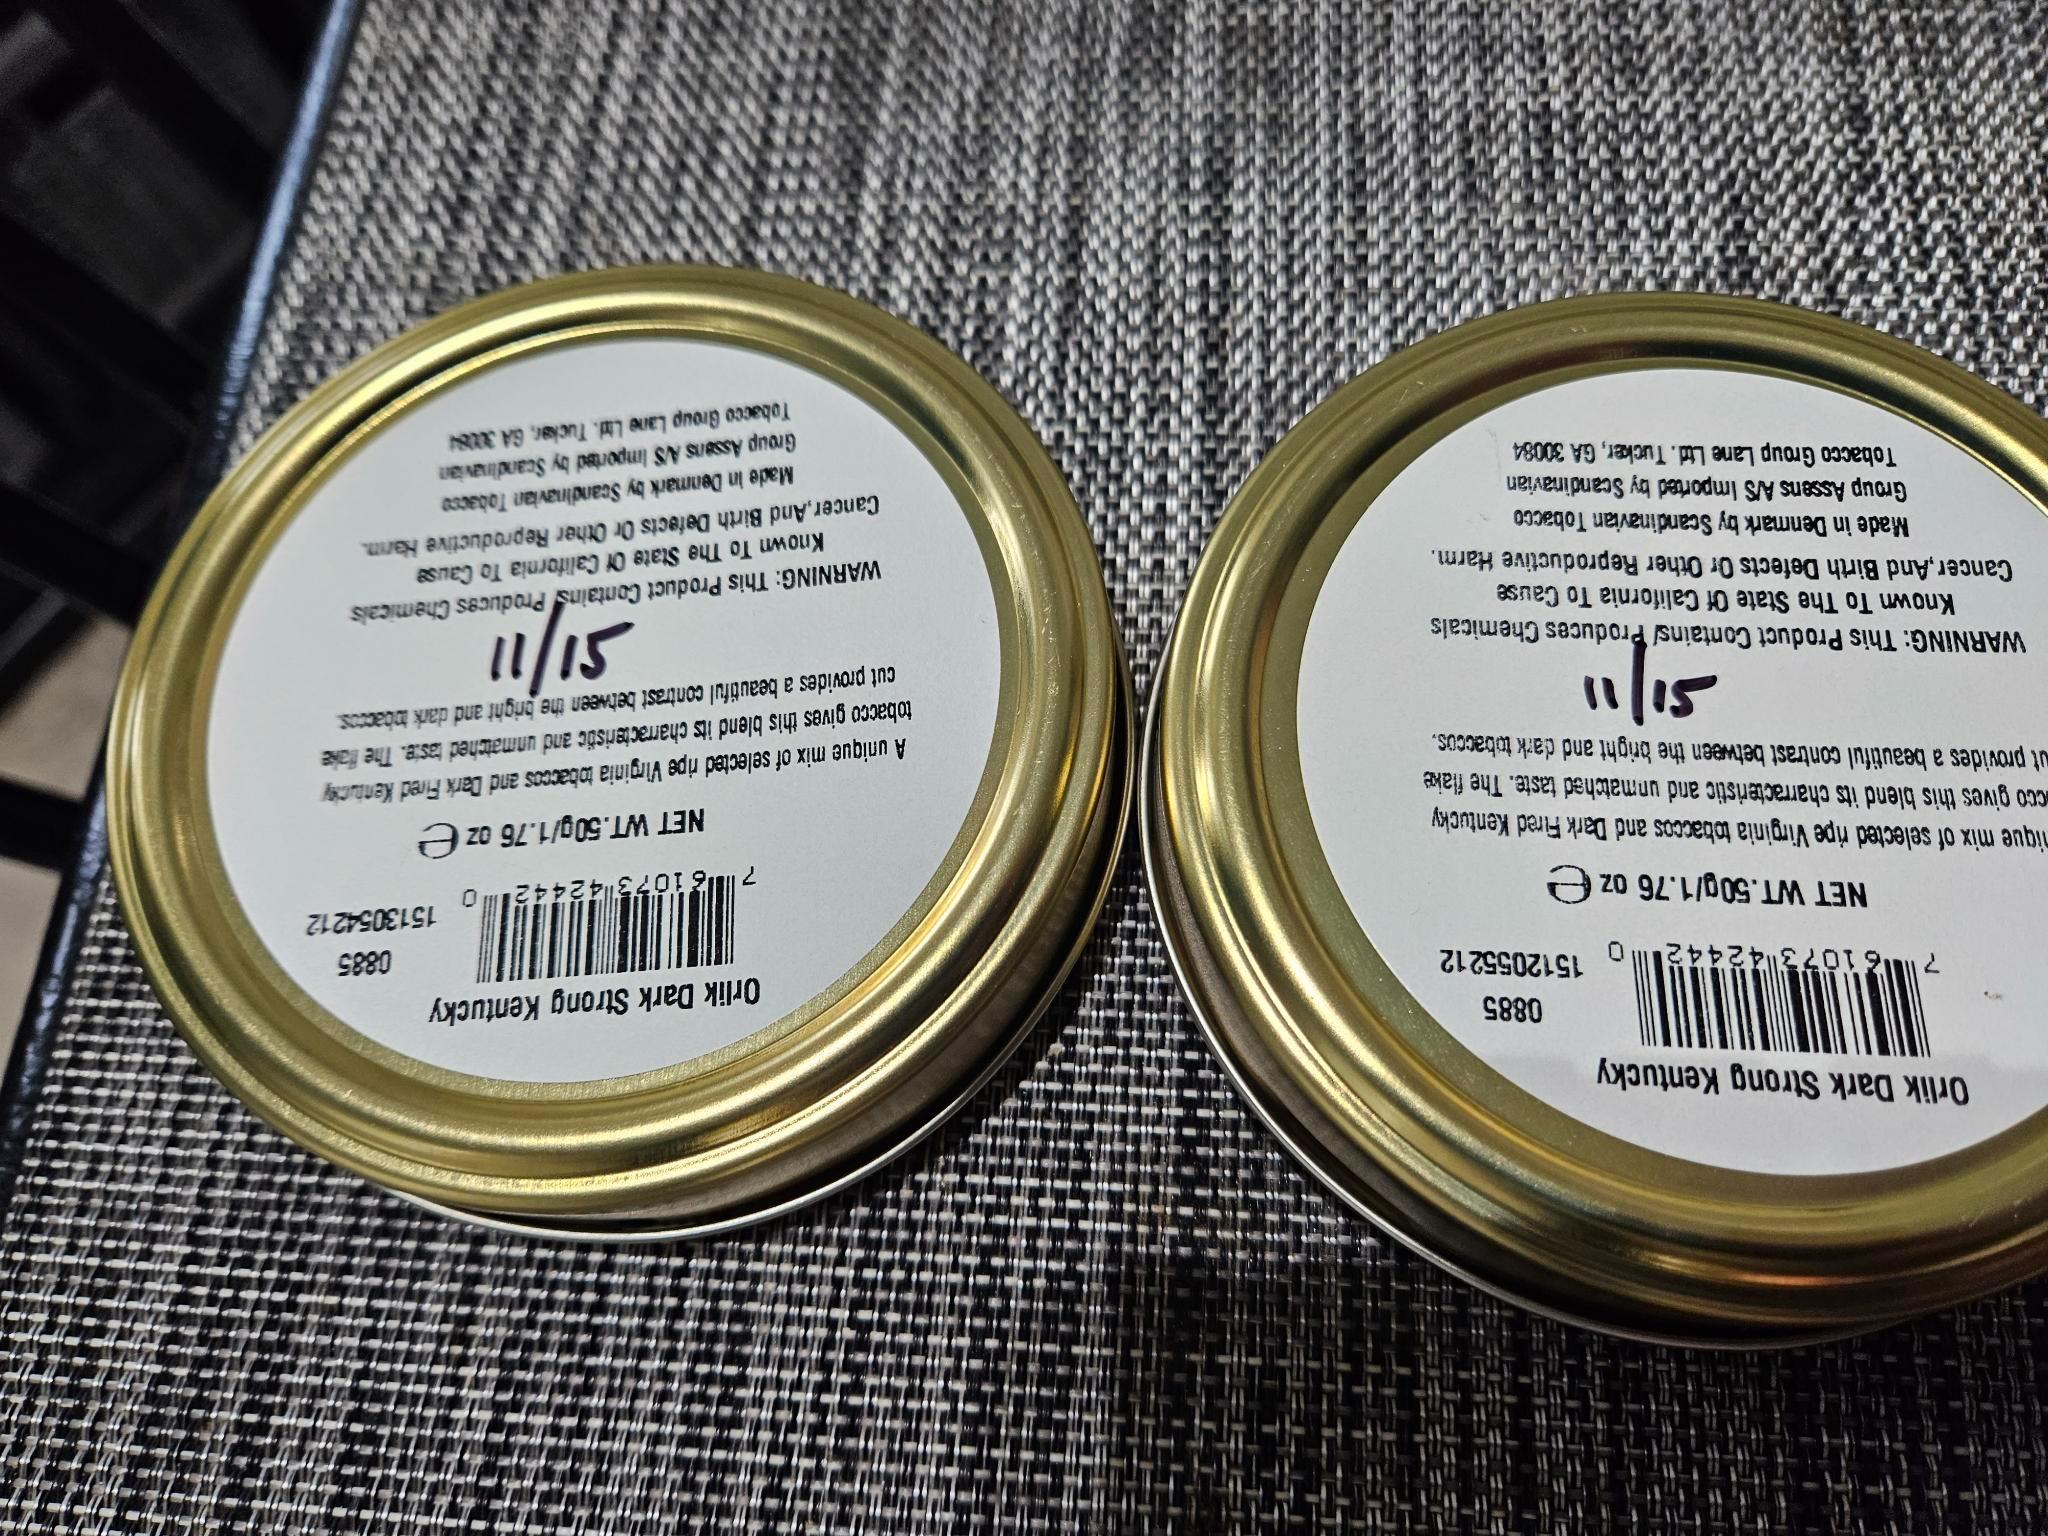 Orlik Dark Strong Kentucky
0885
1513054212
7 61073 42442 0
NET WT.50g/1.76 oz ℮
A unique mix of selected ripe Virginia tobaccos and Dark Fired Kentucky
tobacco gives this blend its characteristic and unmatched taste. The flake
cut provides a beautiful contrast between the bright and dark tobaccos.
11/15
WARNING: This Product Contains/Produces Chemicals
Known To The State Of California To Cause
Cancer,And Birth Defects Or Other Reproductive Harm.
Made in Denmark by Scandinavian Tobacco
Group Assens A/S Imported by Scandinavian
Tobacco Group Lane Ltd. Tucker, GA 30084
Orlik Dark Strong Kentucky
0885
1512055212
7 61073 42442 0
NET WT.50g/1.76 oz ℮
mix of selected ripe Virginia tobaccos and Dark Fired Kentucky
gives this blend its characteristic and unmatched taste. The flake
provides a beautiful contrast between the bright and dark tobaccos.
11/15
WARNING: This Product Contains/Produces Chemicals
Known To The State Of California To Cause
Cancer,And Birth Defects Or Other Reproductive Harm.
Made in Denmark by Scandinavian Tobacco
Group Assens A/S Imported by Scandinavian
Tobacco Group Lane Ltd. Tucker, GA 30084